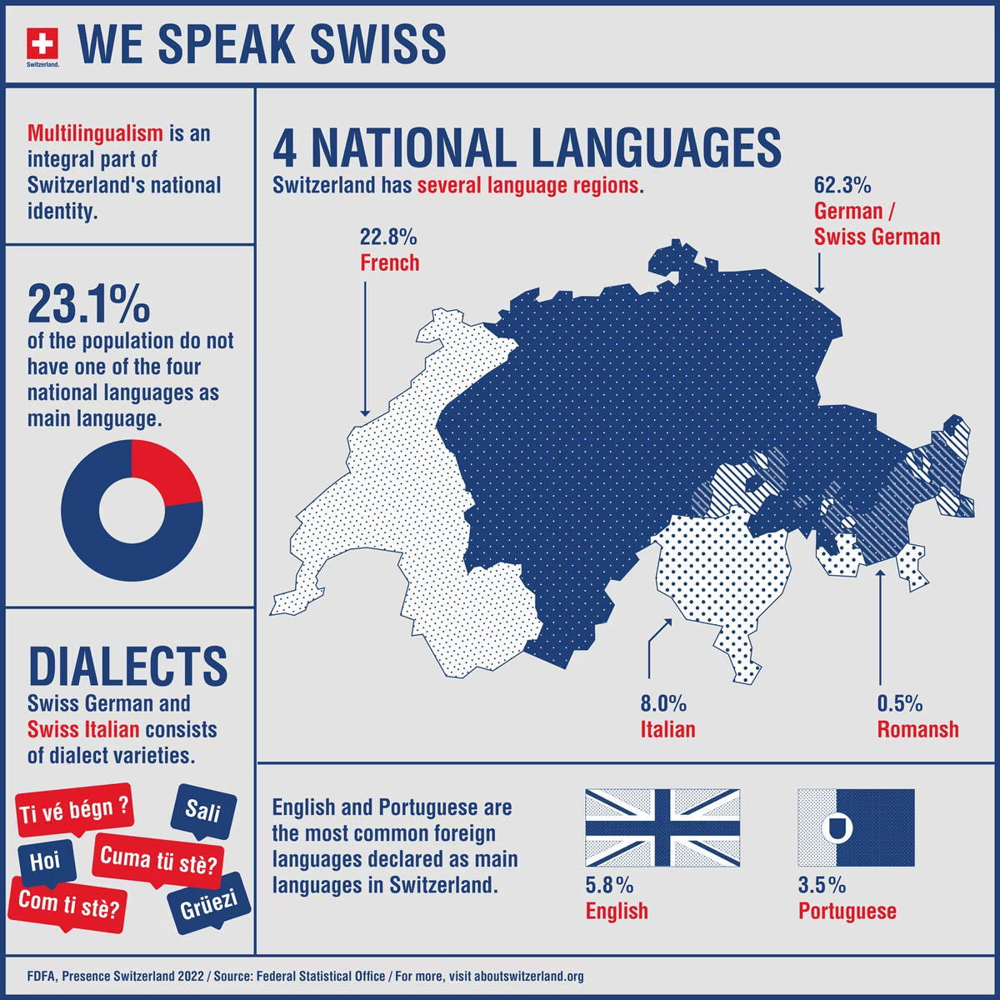 Switzerland.
WE SPEAK SWISS
Multilingualism is an
integral part of
Switzerland's national
identity.
23.1%
of the population do not
have one of the four
national languages as
main language.
DIALECTS
Swiss German and
Swiss Italian consists
of dialect varieties.
Ti vé bégn ?
Sali
Hoi
Cuma tü stè?
Com ti stè?
Grüezi
4 NATIONAL LANGUAGES
Switzerland has several language regions.
62.3%
German /
Swiss German
22.8%
French
8.0%
Italian
0.5%
Romansh
English and Portuguese are
the most common foreign
languages declared as main
languages in Switzerland.
5.8%
English
3.5%
Portuguese
FDFA, Presence Switzerland 2022 / Source: Federal Statistical Office / For more, visit aboutswitzerland.org